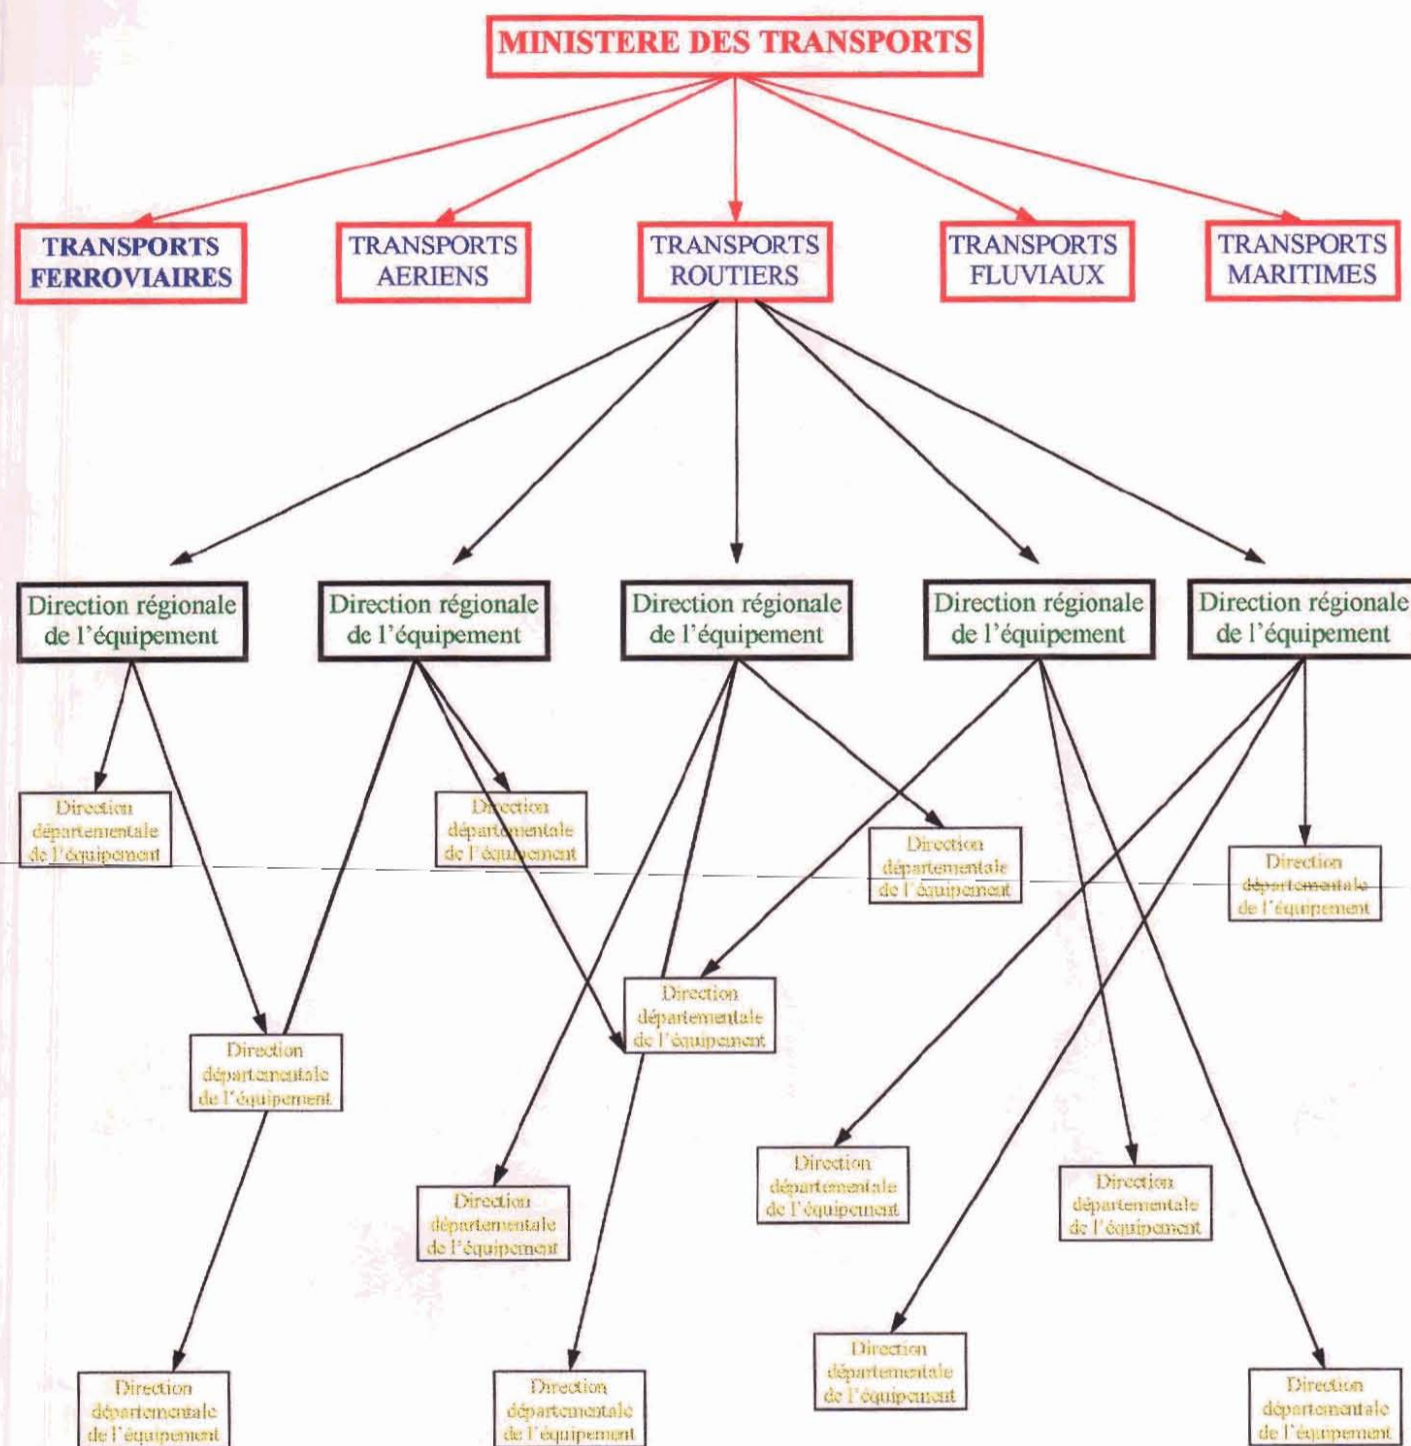 MINISTERE DES TRANSPORTS
TRANSPORTS
FERROVIAIRES
TRANSPORTS
AERIENS
TRANSPORTS
ROUTIERS
TRANSPORTS
FLUVIAUX
TRANSPORTS
MARITIMES
Direction régionale
de l'équipement
Direction régionale
de l'équipement
Direction régionale
de l'équipement
Direction régionale
de l'équipement
Direction régionale
de l'équipement
Direction
départementale
de l'équipement
Direction
départementale
de l'équipement
Direction
départementale
de l'équipement
Direction
départementale
de l'équipement
Direction
départementale
de l'équipement
Direction
départementale
de l'équipement
Direction
départementale
de l'équipement
Direction
départementale
de l'équipement
Direction
départementale
de l'équipement
Direction
départementale
de l'équipement
Direction
départementale
de l'équipement
Direction
départementale
de l'équipement
Direction
départementale
de l'équipement